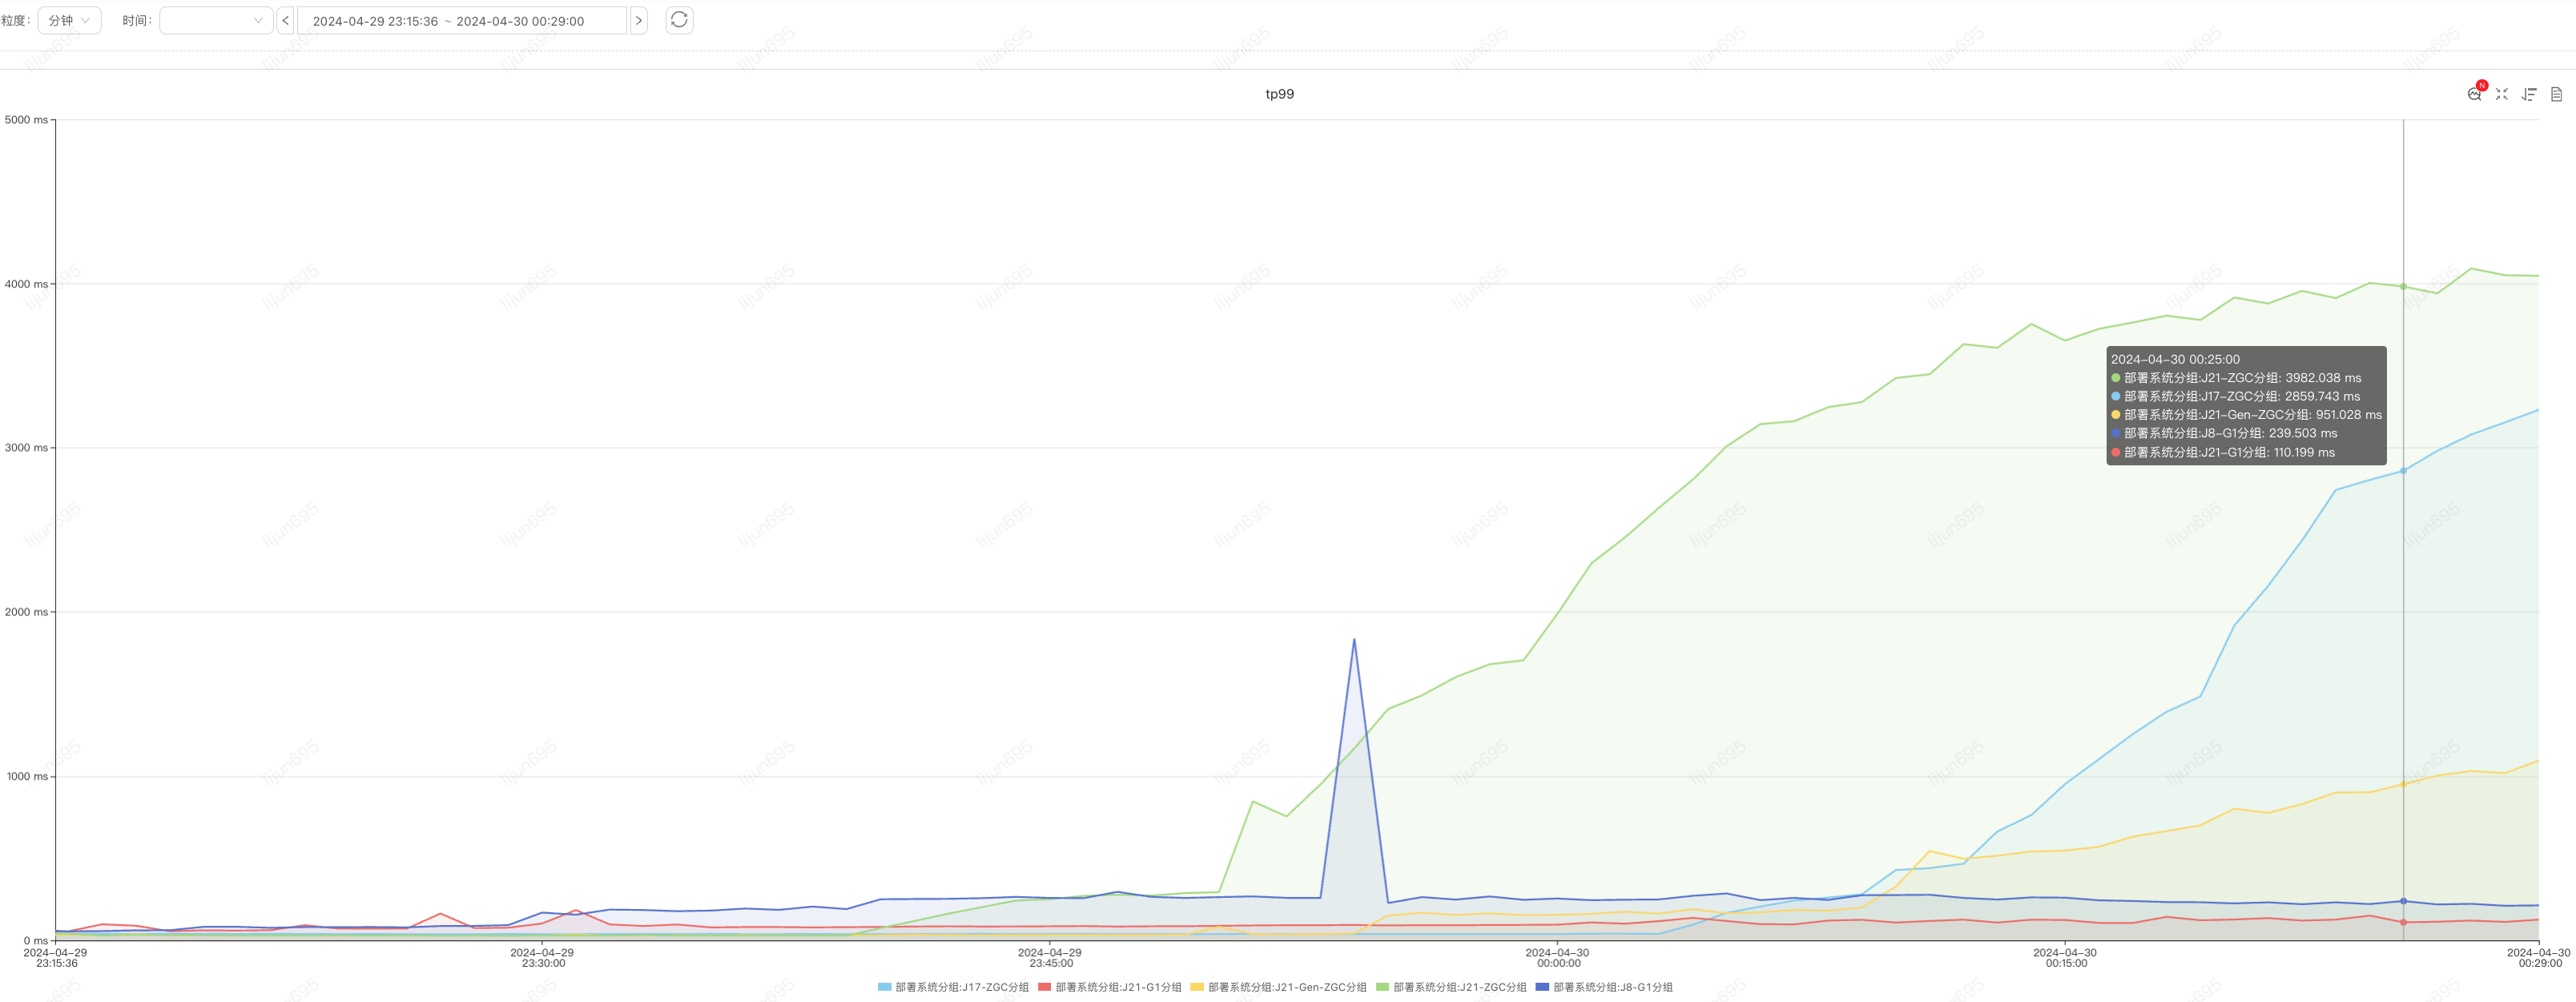 粒度: 分钟 时间: 2024-04-29 23:15:36 ~ 2024-04-30 00:29:00
tp99
N
5000 ms
4000 ms
3000 ms
2000 ms
1000 ms
0 ms
2024-04-30 00:25:00
部署系统分组:J21-ZGC分组: 3982.038 ms
部署系统分组:J17-ZGC分组: 2859.743 ms
部署系统分组:J21-Gen-ZGC分组: 951.028 ms
部署系统分组:J8-G1分组: 239.503 ms
部署系统分组:J21-G1分组: 110.199 ms
2024-04-29 23:15:36
2024-04-29 23:30:00
2024-04-29 23:45:00
2024-04-30 00:00:00
2024-04-30 00:15:00
2024-04-30 00:29:00
部署系统分组:J17-ZGC分组 部署系统分组:J21-G1分组 部署系统分组:J21-Gen-ZGC分组 部署系统分组:J21-ZGC分组 部署系统分组:J8-G1分组
lijun695